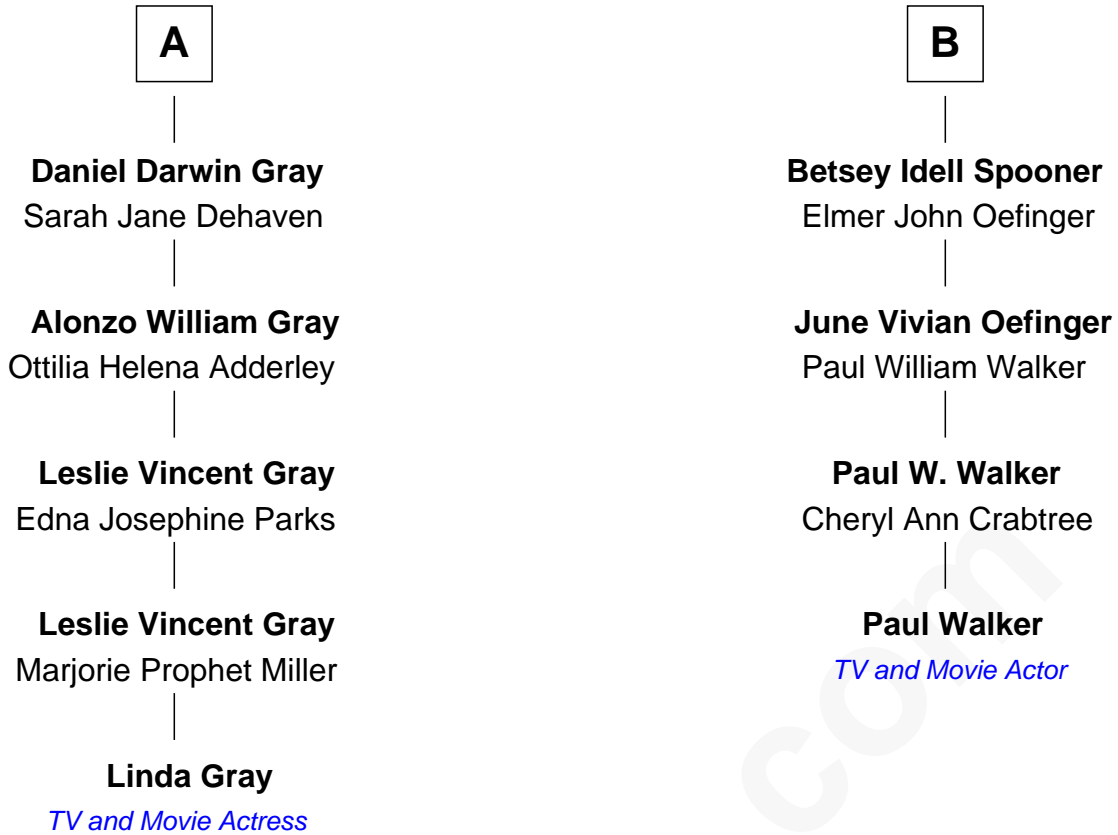 A
Daniel Darwin Gray
Sarah Jane Dehaven
Alonzo William Gray
Ottilia Helena Adderley
Leslie Vincent Gray
Edna Josephine Parks
Leslie Vincent Gray
Marjorie Prophet Miller
Linda Gray
TV and Movie Actress
B
Betsey Idell Spooner
Elmer John Oefinger
June Vivian Oefinger
Paul William Walker
Paul W. Walker
Cheryl Ann Crabtree
Paul Walker
TV and Movie Actor
com